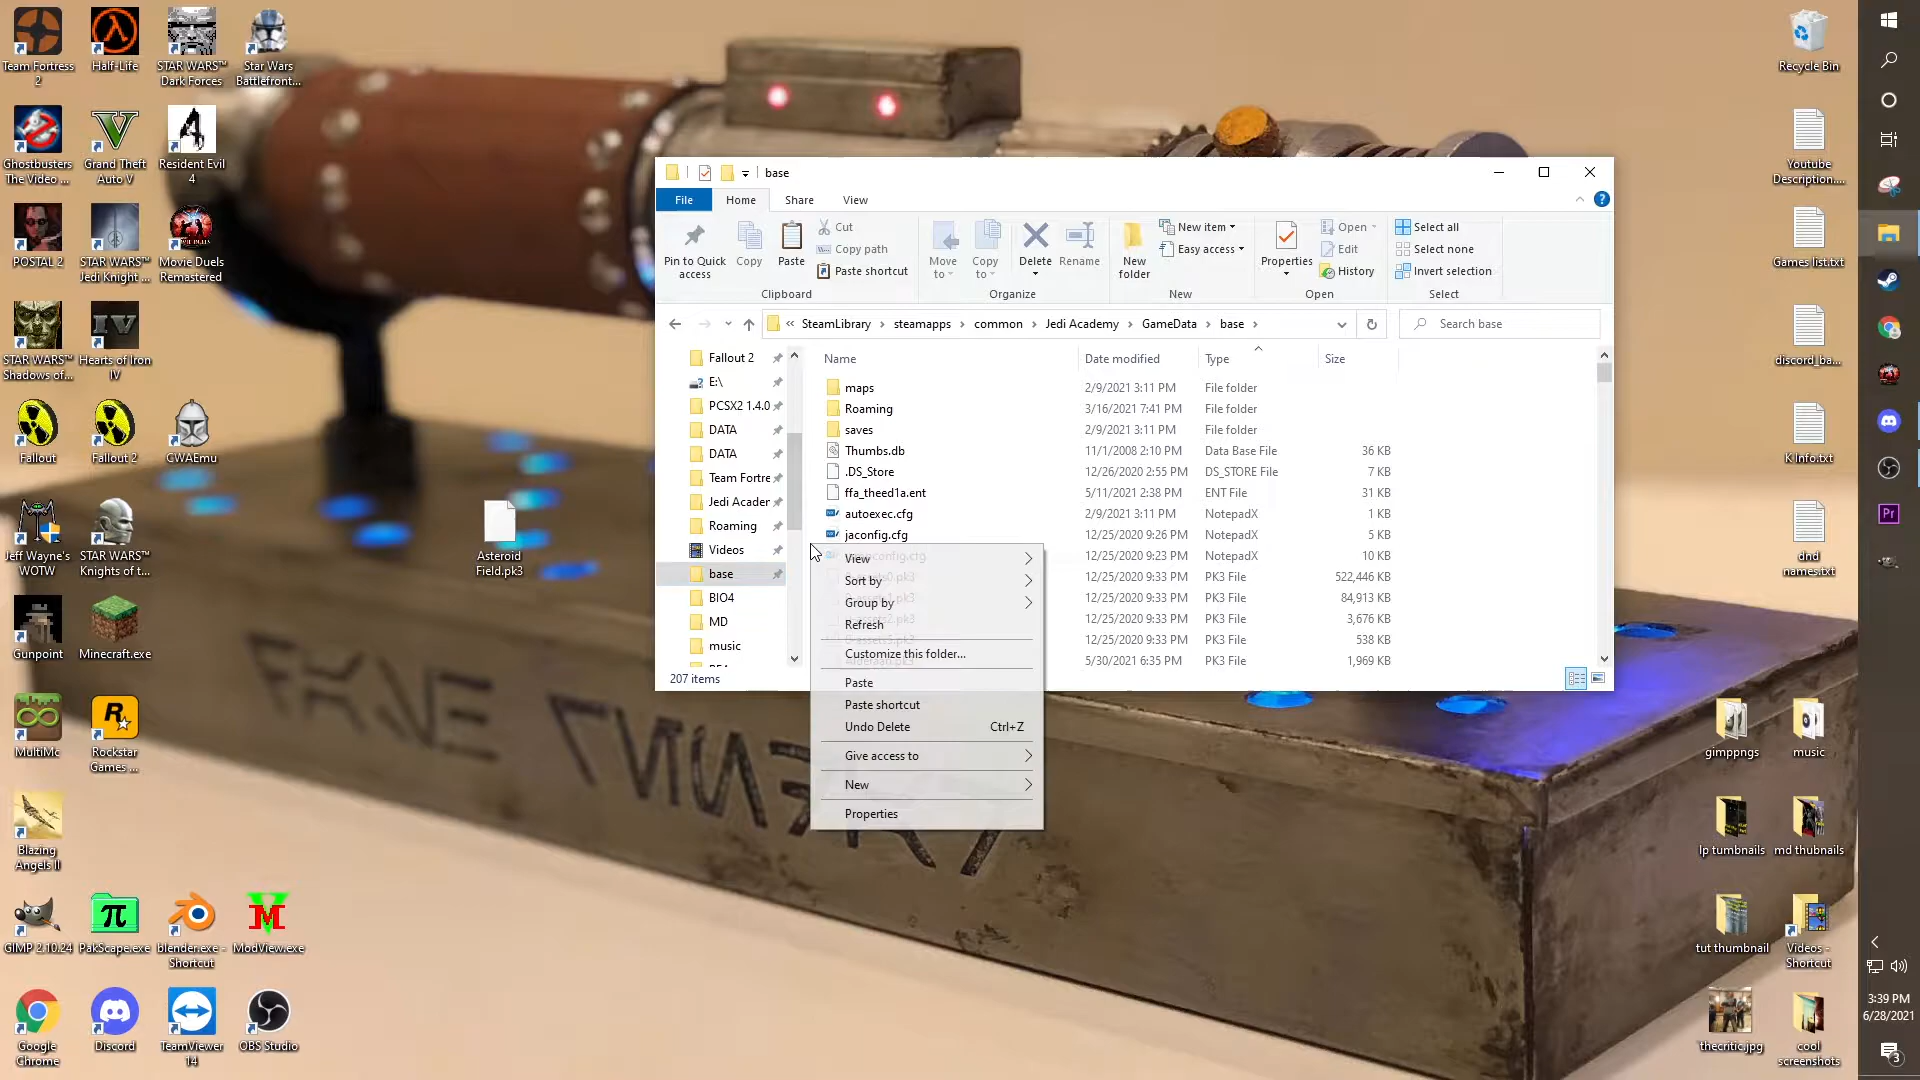 Team Fortress
2
Half-Life
STAR WARS™
Dark Forces
Star Wars
Battlefront...
Ghostbusters
The Video ...
Grand Theft
Auto V
Resident Evil
4
POSTAL 2
STAR WARS™
Jedi Knight ...
Movie Duels
Remastered
STAR WARS™
Shadows of...
Hearts of Iron
IV
Fallout
Fallout 2
CWAEmu
Jeff Wayne's
WOTW
STAR WARS™
Knights of t...
Asteroid
Field.pk3
Gunpoint
Minecraft.exe
MultiMc
Rockstar
Games ...
Blazing
Angels II
GIMP 2.10.24
PakScape.exe
blender.exe -
Shortcut
ModView.exe
Google
Chrome
Discord
TeamViewer
14
OBS Studio
base
File
Home
Share
View
Pin to Quick
access
Copy
Paste
Cut
Copy path
Paste shortcut
Clipboard
Move
to
Copy
to
Delete
Rename
Organize
New
folder
New item
Easy access
New
Properties
Open
Edit
History
Open
Select all
Select none
Invert selection
Select
« SteamLibrary > steamapps > common > Jedi Academy > GameData > base >
Search base
Fallout 2
E:\
PCSX2 1.4.0
DATA
DATA
Team Fortre
Jedi Acader
Roaming
Videos
base
BIO4
MD
music
Name Date modified Type Size
maps 2/9/2021 3:11 PM File folder
Roaming 3/16/2021 7:41 PM File folder
saves 2/9/2021 3:11 PM File folder
Thumbs.db 11/1/2008 2:10 PM Data Base File 36 KB
.DS_Store 12/26/2020 2:55 PM DS_STORE File 7 KB
ffa_theed1a.ent 5/11/2021 2:38 PM ENT File 31 KB
autoexec.cfg 2/9/2021 3:11 PM NotepadX 1 KB
jaconfig.cfg 12/25/2020 9:26 PM NotepadX 5 KB
12/25/2020 9:23 PM NotepadX 10 KB
12/25/2020 9:33 PM PK3 File 522,446 KB
12/25/2020 9:33 PM PK3 File 84,913 KB
12/25/2020 9:33 PM PK3 File 3,676 KB
12/25/2020 9:33 PM PK3 File 538 KB
5/30/2021 6:35 PM PK3 File 1,969 KB
207 items
View
Sort by
Group by
Refresh
Customize this folder...
Paste
Paste shortcut
Undo Delete Ctrl+Z
Give access to
New
Properties
Recycle Bin
Youtube
Description....
Games list.txt
discord_ba...
K Info.txt
dnd
names.txt
gimppngs
music
lp tumbnails
md thubnails
tut thumbnail
Videos -
Shortcut
thecritic.jpg
cool
screenshots
Pr
3:39 PM
6/28/2021
3